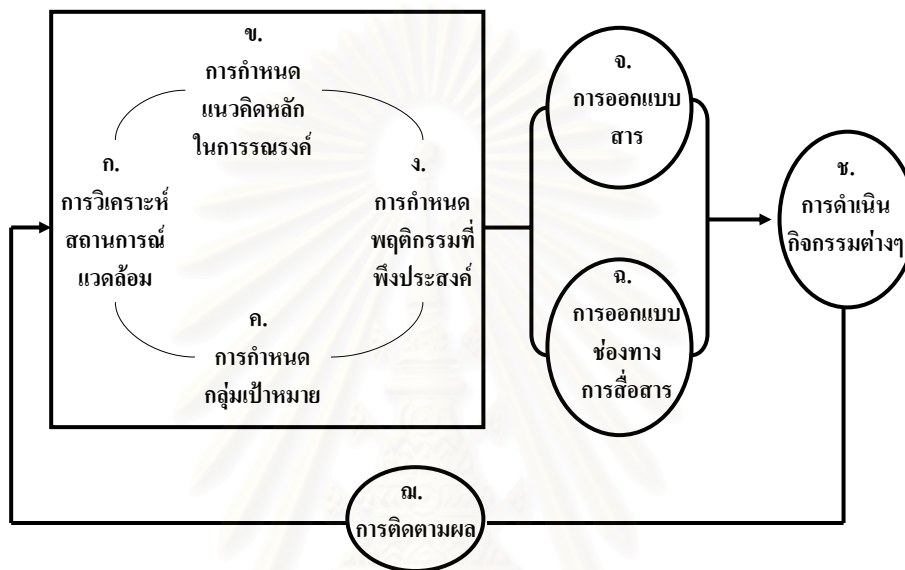 ข.
การกำหนด
แนวคิดหลัก
ในการรณรงค์
ก.
การวิเคราะห์
สถานการณ์
แวดล้อม
ง.
การกำหนด
พฤติกรรมที่
พึงประสงค์
ค.
การกำหนด
กลุ่มเป้าหมาย
จ.
การออกแบบ
สาร
ฉ.
การออกแบบ
ช่องทาง
การสื่อสาร
ช.
การดำเนิน
กิจกรรมต่างๆ
ฌ.
การติดตามผล